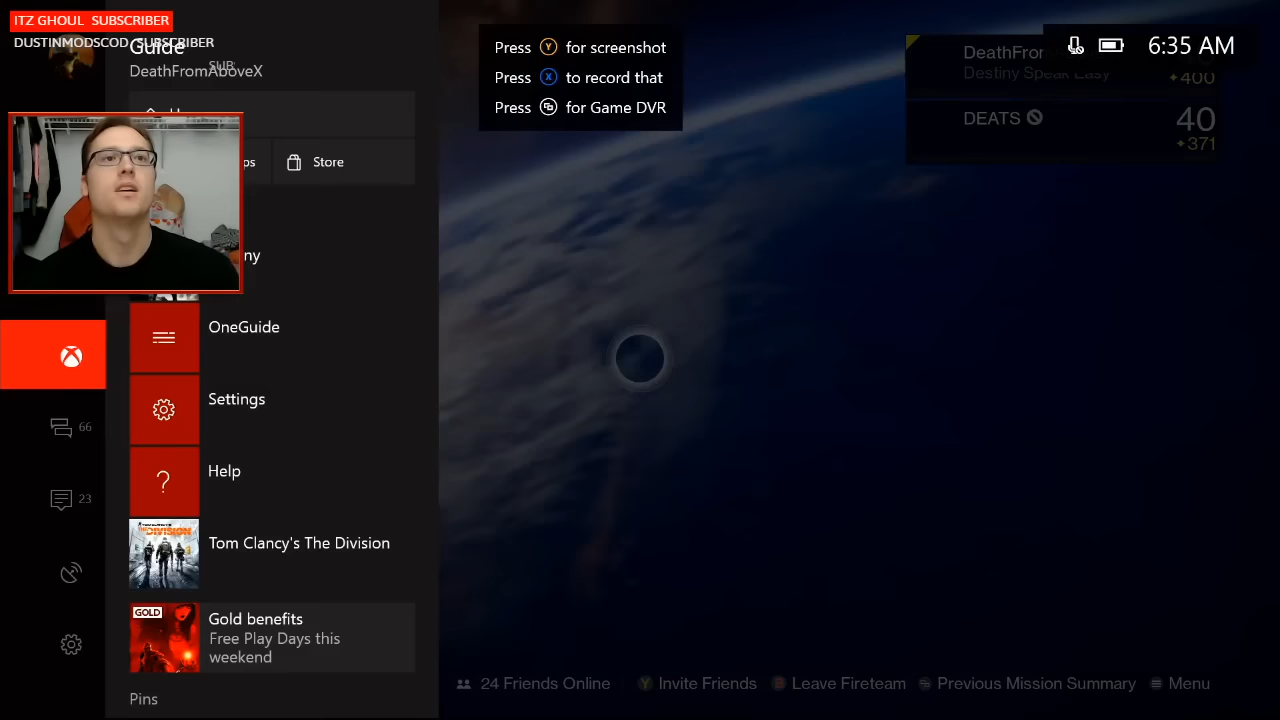 ITZ GHOUL SUBSCRIBER
DUSTINMODSCOD SUBSCRIBER
Guide
SUB
DeathFromAboveX
Store
OneGuide
Settings
Help
Tom Clancy's The Division
GOLD
Gold benefits
Free Play Days this
weekend
Pins
66
23
Press Y for screenshot
Press X to record that
Press for Game DVR
6:35 AM
DeathFrom
Destiny Speak Easy
400
DEATS
40
371
24 Friends Online
Y Invite Friends
B Leave Fireteam
Previous Mission Summary
Menu